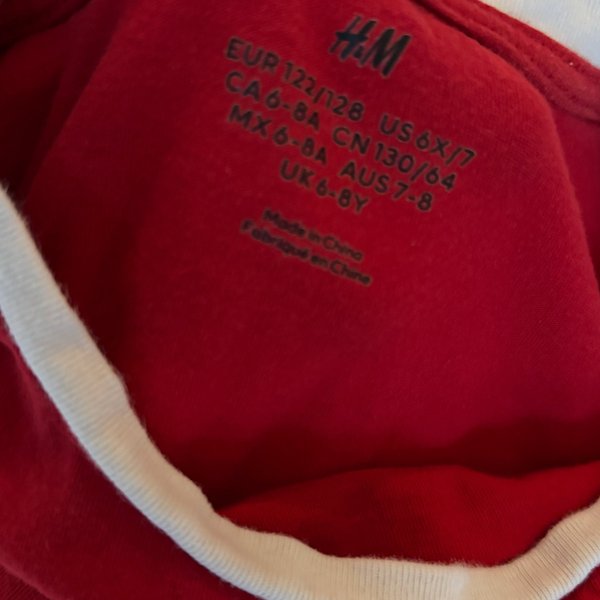 H&M
EUR 122/128 US 6X/7
CA 6-8A CN 130/64
MX 6-8A AUS 7-8
UK 6-8Y
Made in China
Fabriqué en Chine